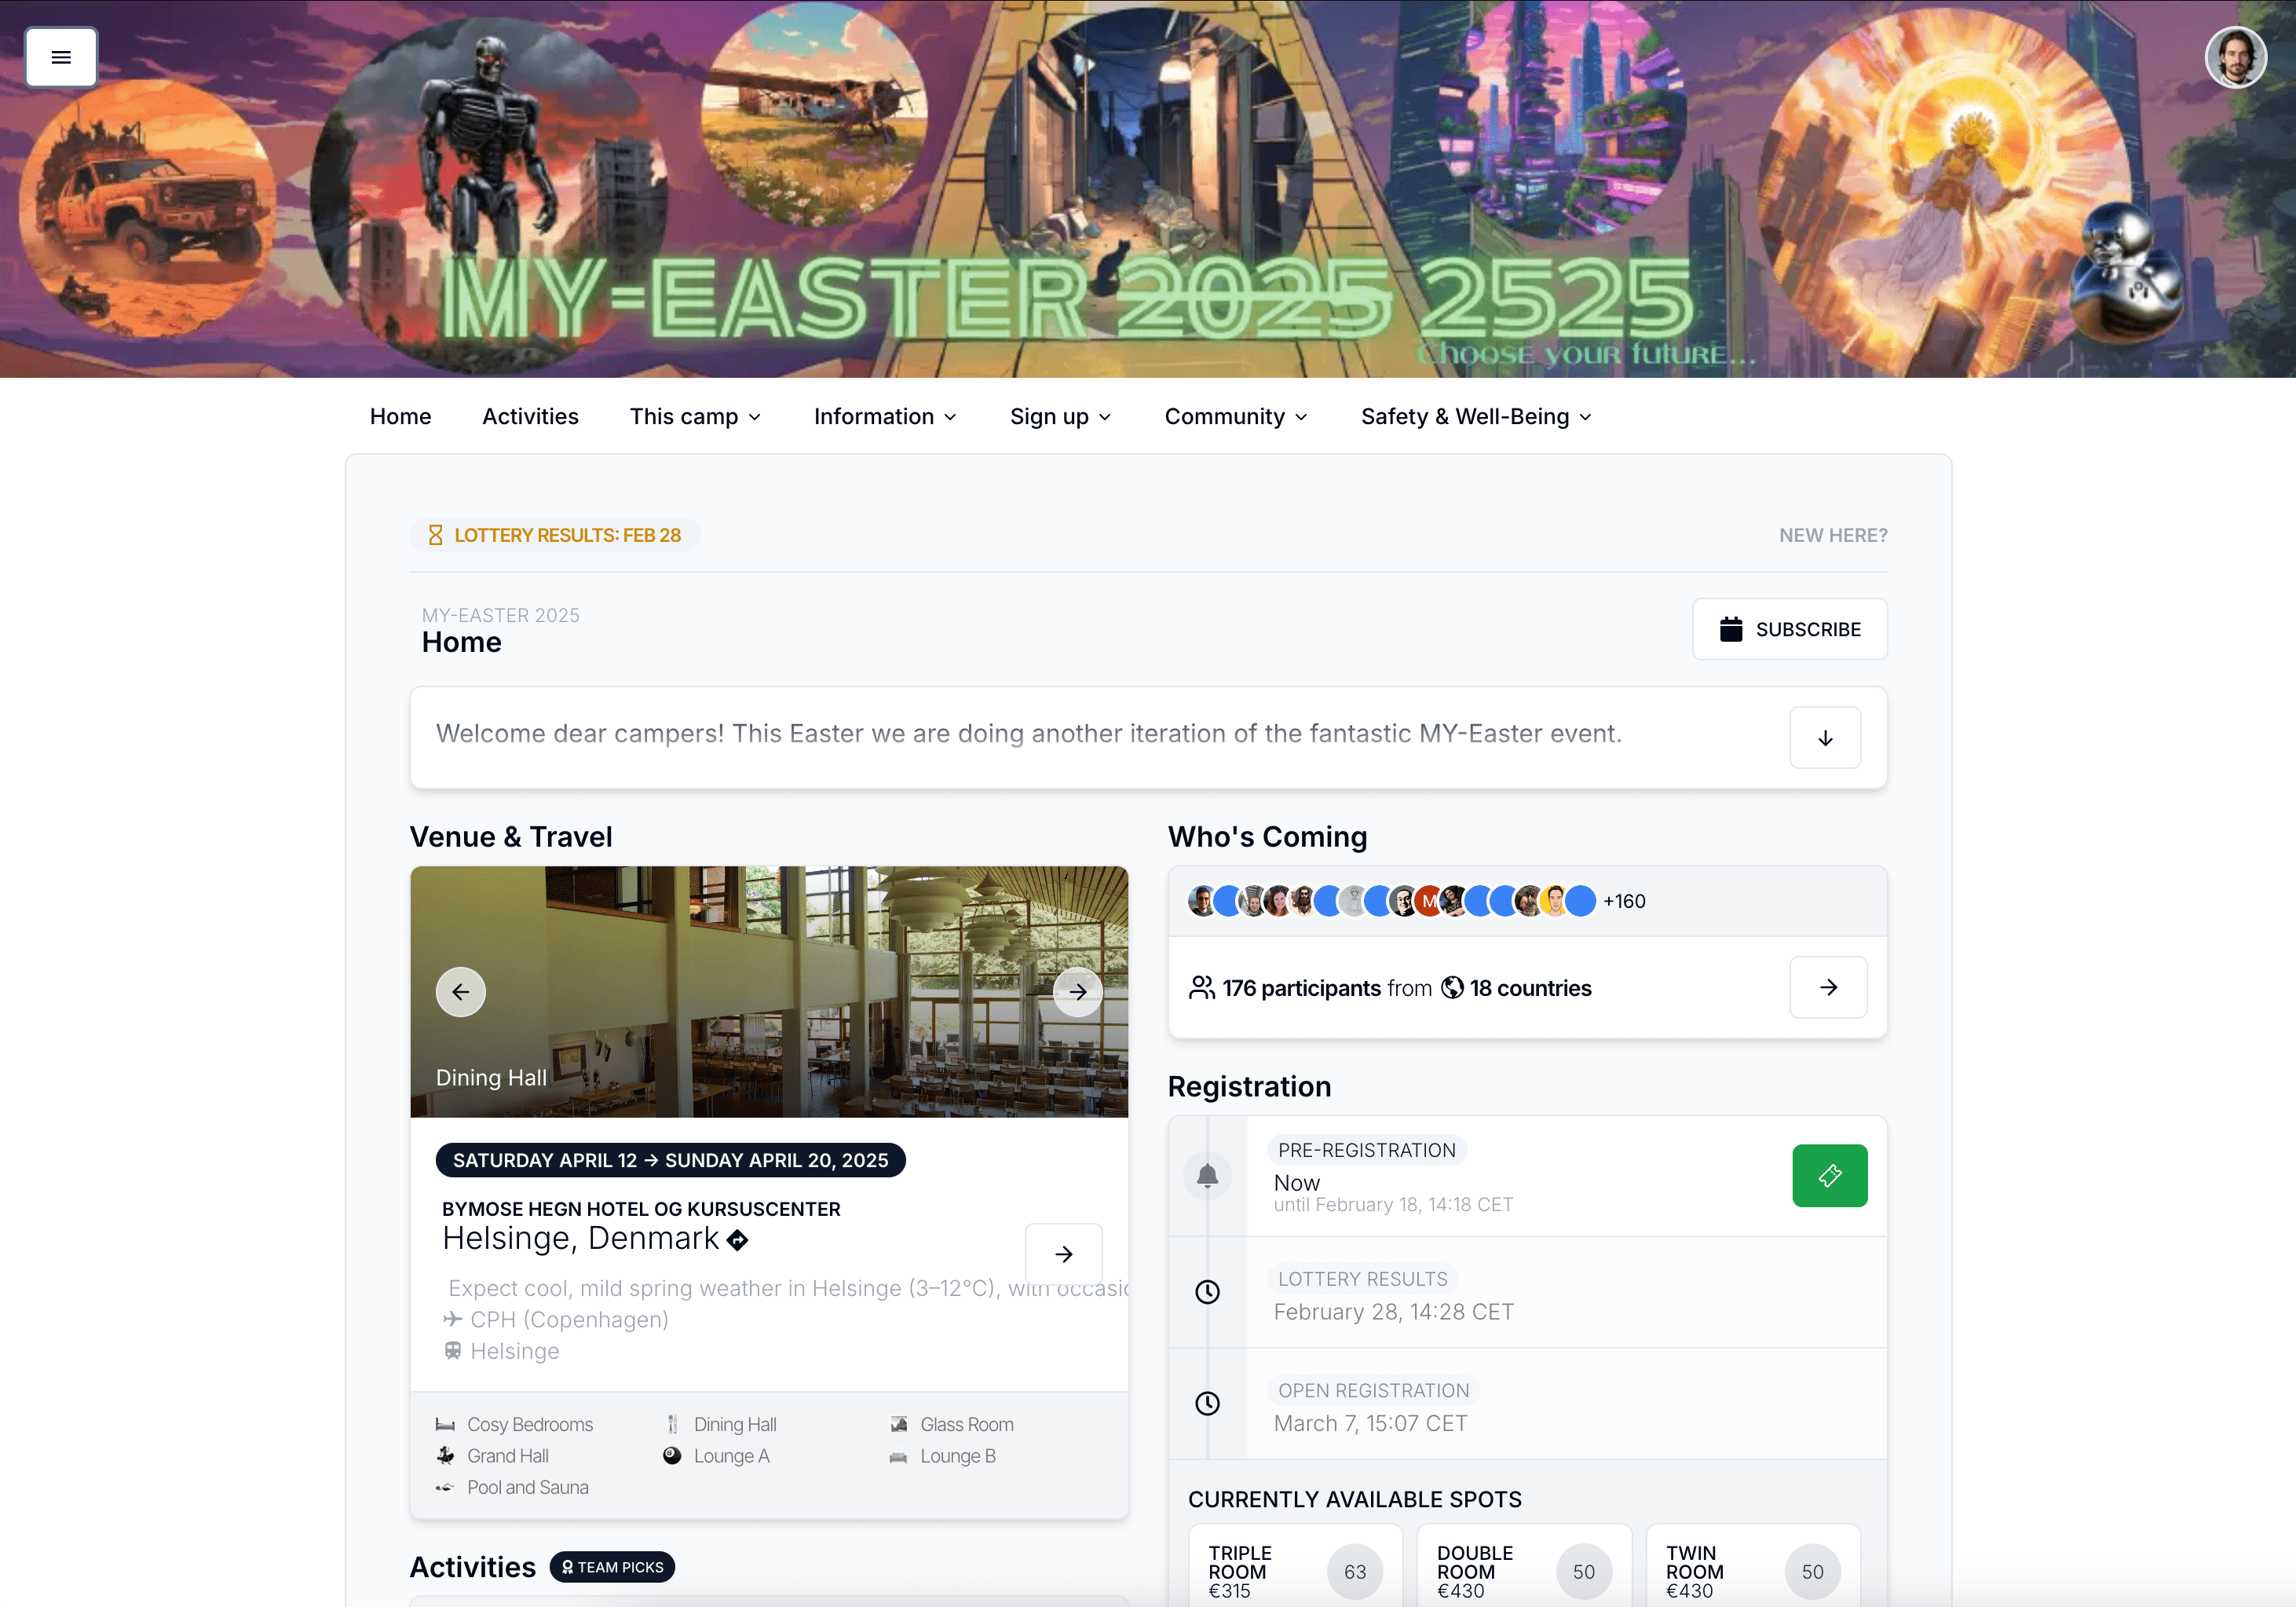 MY=EASTER 2025 2525
Choose your future...
Home Activities This camp Information Sign up Community Safety & Well-Being
LOTTERY RESULTS: FEB 28
NEW HERE?
MY-EASTER 2025
Home
SUBSCRIBE
Welcome dear campers! This Easter we are doing another iteration of the fantastic MY-Easter event.
Venue & Travel
Dining Hall
SATURDAY APRIL 12 → SUNDAY APRIL 20, 2025
BYMOSE HEGN HOTEL OG KURSUSCENTER
Helsinge, Denmark
Expect cool, mild spring weather in Helsinge (3–12°C), with
CPH (Copenhagen)
Helsinge
Cosy Bedrooms Dining Hall Glass Room
Grand Hall Lounge A Lounge B
Pool and Sauna
Activities TEAM PICKS
Who's Coming
M +160
176 participants from 18 countries
Registration
PRE-REGISTRATION
Now
until February 18, 14:18 CET
LOTTERY RESULTS
February 28, 14:28 CET
OPEN REGISTRATION
March 7, 15:07 CET
CURRENTLY AVAILABLE SPOTS
TRIPLE
ROOM
€315
63
DOUBLE
ROOM
€430
50
TWIN
ROOM
€430
50